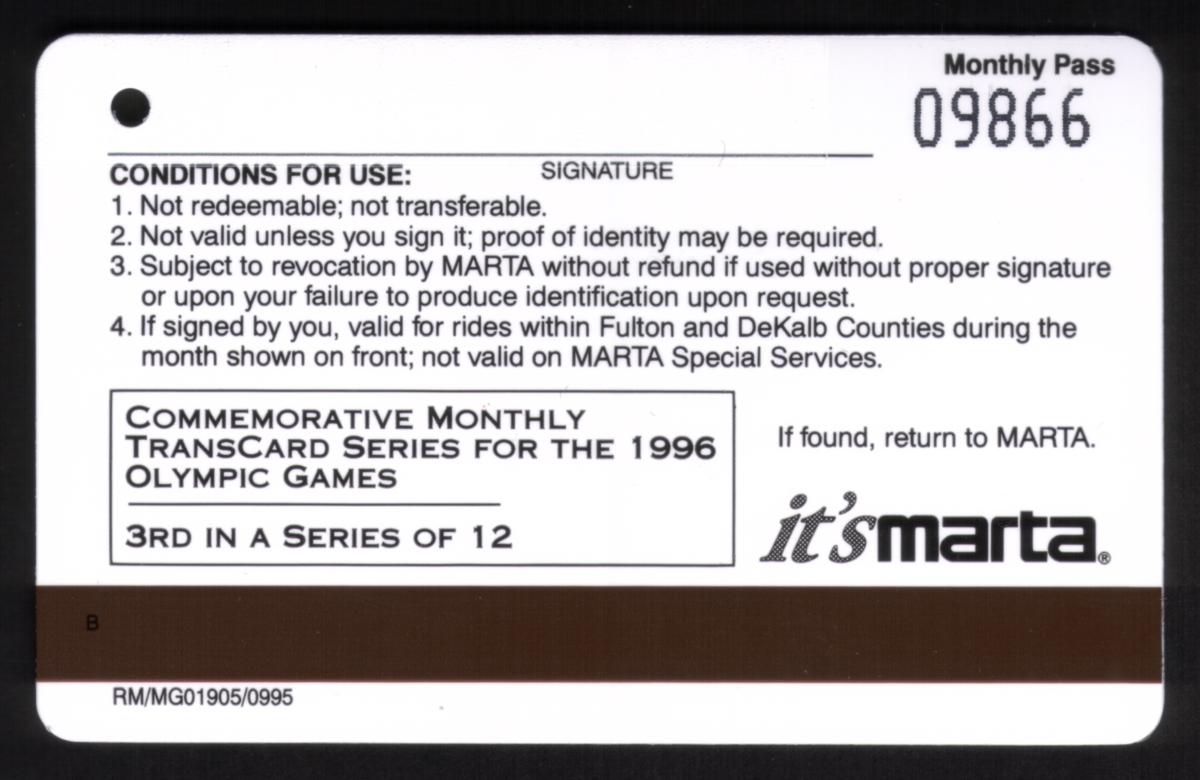 Monthly Pass
09866
SIGNATURE
CONDITIONS FOR USE:
1. Not redeemable; not transferable.
2. Not valid unless you sign it; proof of identity may be required.
3. Subject to revocation by MARTA without refund if used without proper signature
or upon your failure to produce identification upon request.
4. If signed by you, valid for rides within Fulton and DeKalb Counties during the
month shown on front; not valid on MARTA Special Services.
COMMEMORATIVE MONTHLY
TRANSCARD SERIES FOR THE 1996
OLYMPIC GAMES
3RD IN A SERIES OF 12
If found, return to MARTA.
it's marta®
B
RM/MG01905/0995